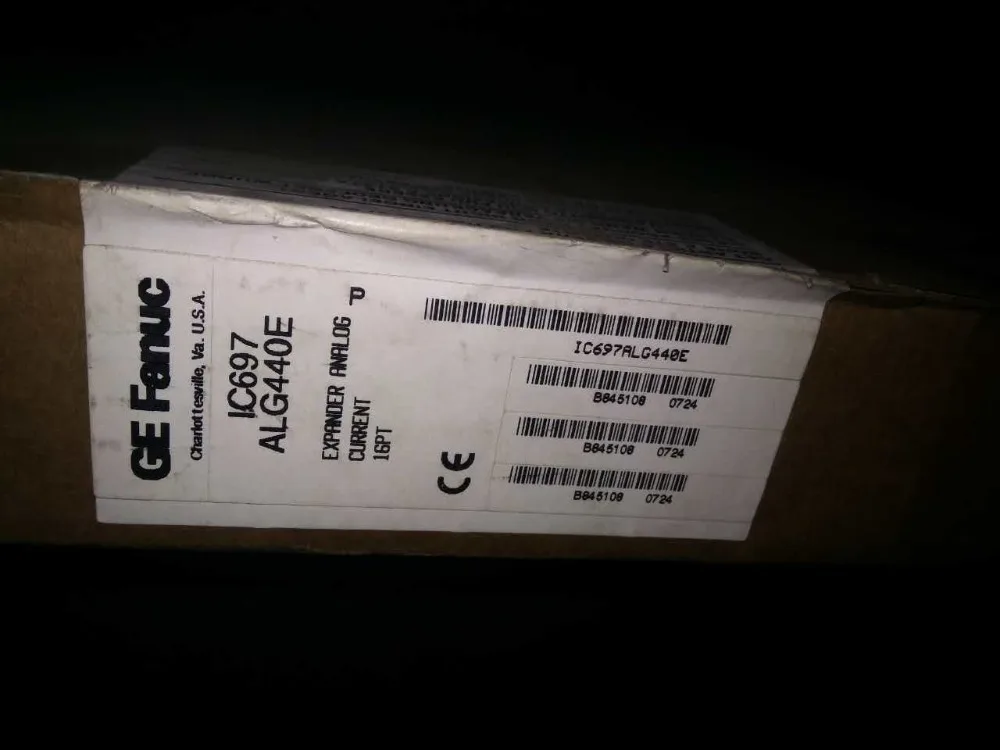 GE Fanuc
Charlottesville, Va. U.S.A.
IC697
ALG440E
EXPANDER ANALOG
CURRENT
16PT
P
CE
IC697ALG440E
B845108 0724
B845108 0724
B845108 0724